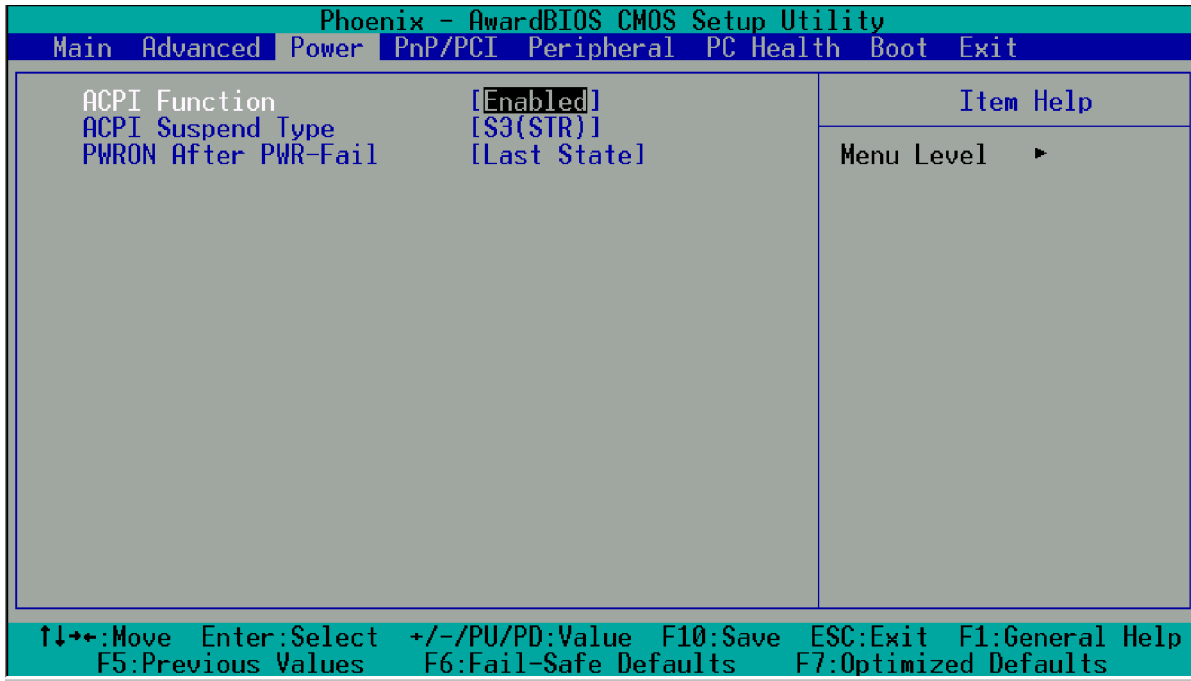 Phoenix - AwardBIOS CMOS Setup Utility
Main Advanced Power PnP/PCI Peripheral PC Health Boot Exit
ACPI Function [Enabled]
ACPI Suspend Type [S3(STR)]
PWRON After PWR-Fail [Last State]
Item Help
Menu Level ►
↑↓→←:Move Enter:Select +/-/PU/PD:Value F10:Save ESC:Exit F1:General Help
F5:Previous Values F6:Fail-Safe Defaults F7:Optimized Defaults